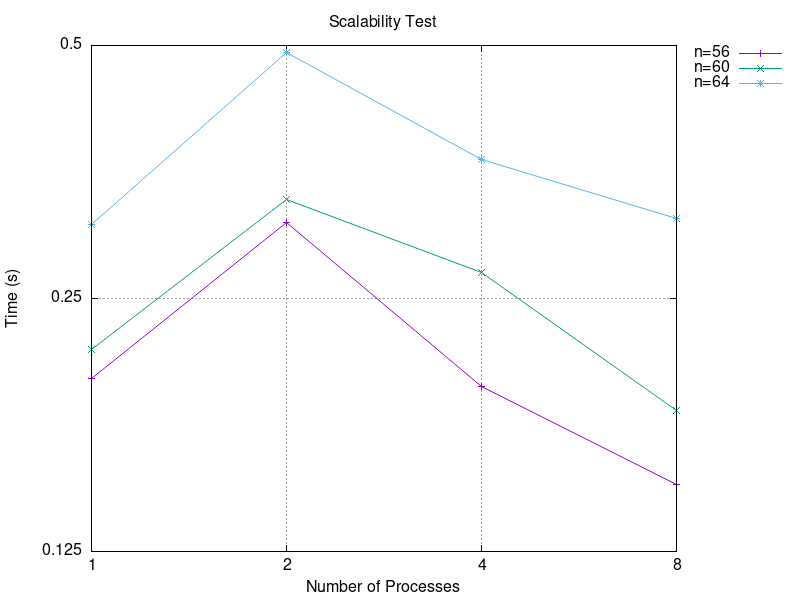 Scalability Test
0.5
0.25
0.125
Time (s)
1 2 4 8
Number of Processes
n=56
n=60
n=64